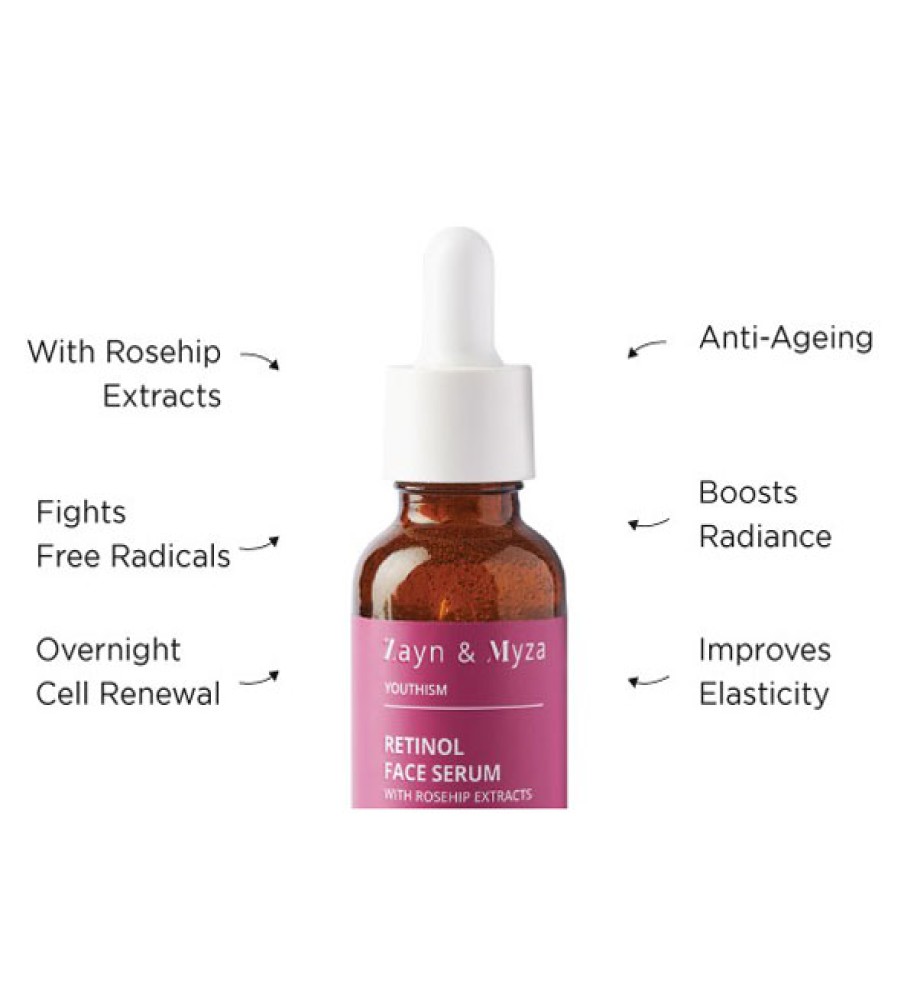 With Rosehip
Extracts
Fights
Free Radicals
Overnight
Cell Renewal
Anti-Ageing
Boosts
Radiance
Improves
Elasticity
Zayn & Myza
YOUTHISM
RETINOL
FACE SERUM
WITH ROSEHIP EXTRACTS